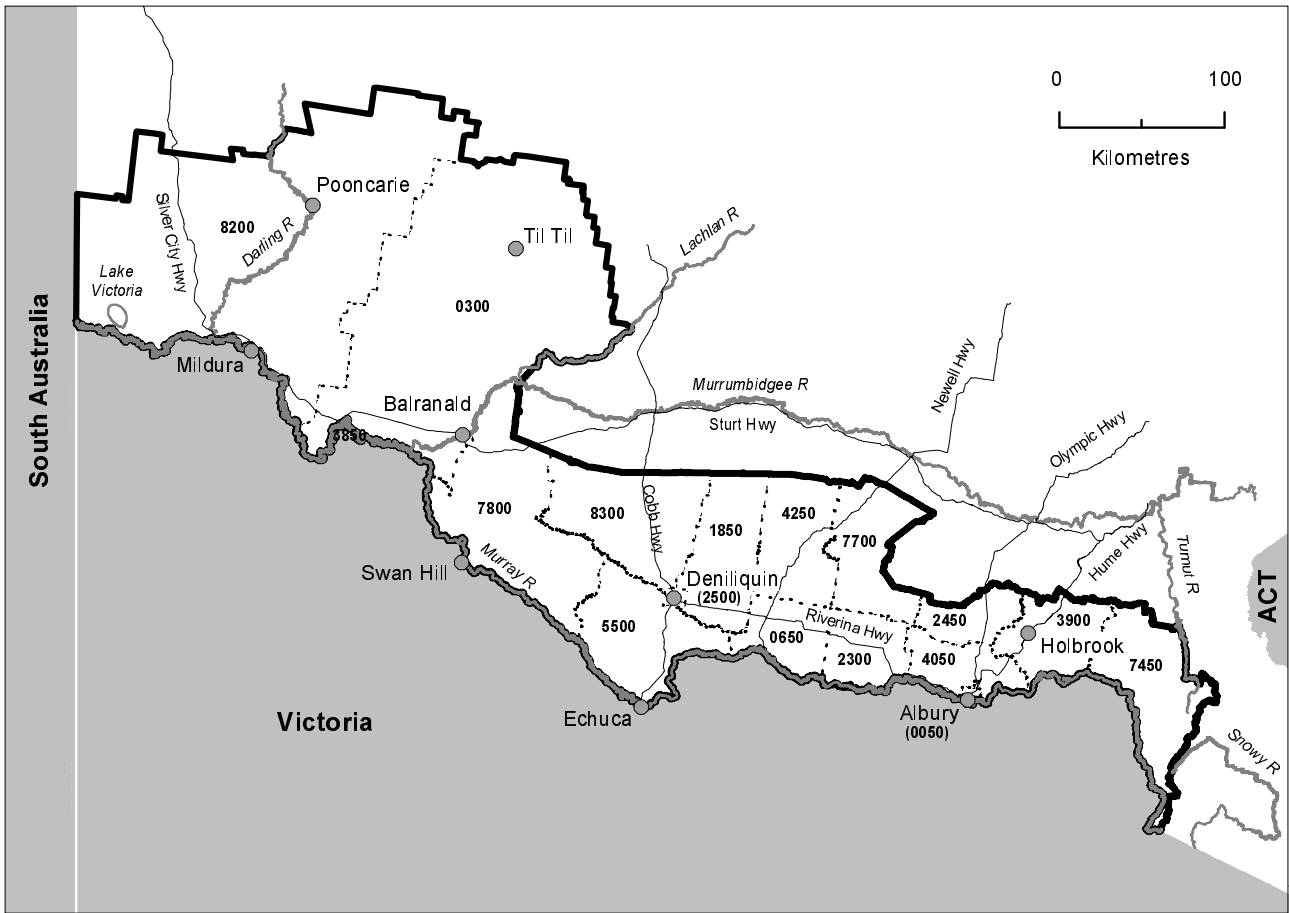 0
100
Kilometres
Pooncarie
Silver City Hwy
8200
Darling R
Til Til
Lachlan R
Lake
Victoria
0300
South Australia
Mildura
Newell Hwy
Murrumbidgee R
Balranald
Sturt Hwy
Olympic Hwy
3850
7800
8300
Cobb Hwy
1850
4250
7700
Hume Hwy
Tumut R
Murray R
Swan Hill
Deniliquin
(2500)
ACT
5500
0650
Riverina Hwy
2450
3900
Holbrook
2300
4050
7450
Echuca
Albury
(0050)
Victoria
Snowy R